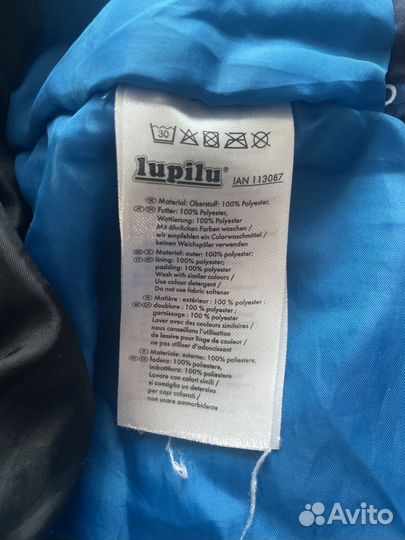 30
lupilu® IAN 113087
Material: Oberstoff: 100% Polyester,
Futter: 100% Polyester,
Wattierung: 100% Polyester
Mit ähnlichen Farben waschen /
wir empfehlen ein Colorwaschmittel /
keinen Weichspüler verwenden
Material: outer: 100% polyester;
lining: 100% polyester;
padding: 100% polyester
Wash with similar colours /
Use colour detergent /
Do not use fabric softener
Matière : extérieur : 100 % polyester ;
doublure : 100 % polyester ;
garnissage : 100 % polyester
Laver avec des couleurs similaires /
nous conseillons l'utilisation
de lessive pour linge de couleur /
ne pas utiliser d'adoucissant
Materiale: esterno: 100% poliestere,
fodera: 100% poliestere,
imbottitura: 100% poliestere
Lavare con colori simili /
si consiglia un detersivo
per capi colorati /
non usare ammorbidente
Avito